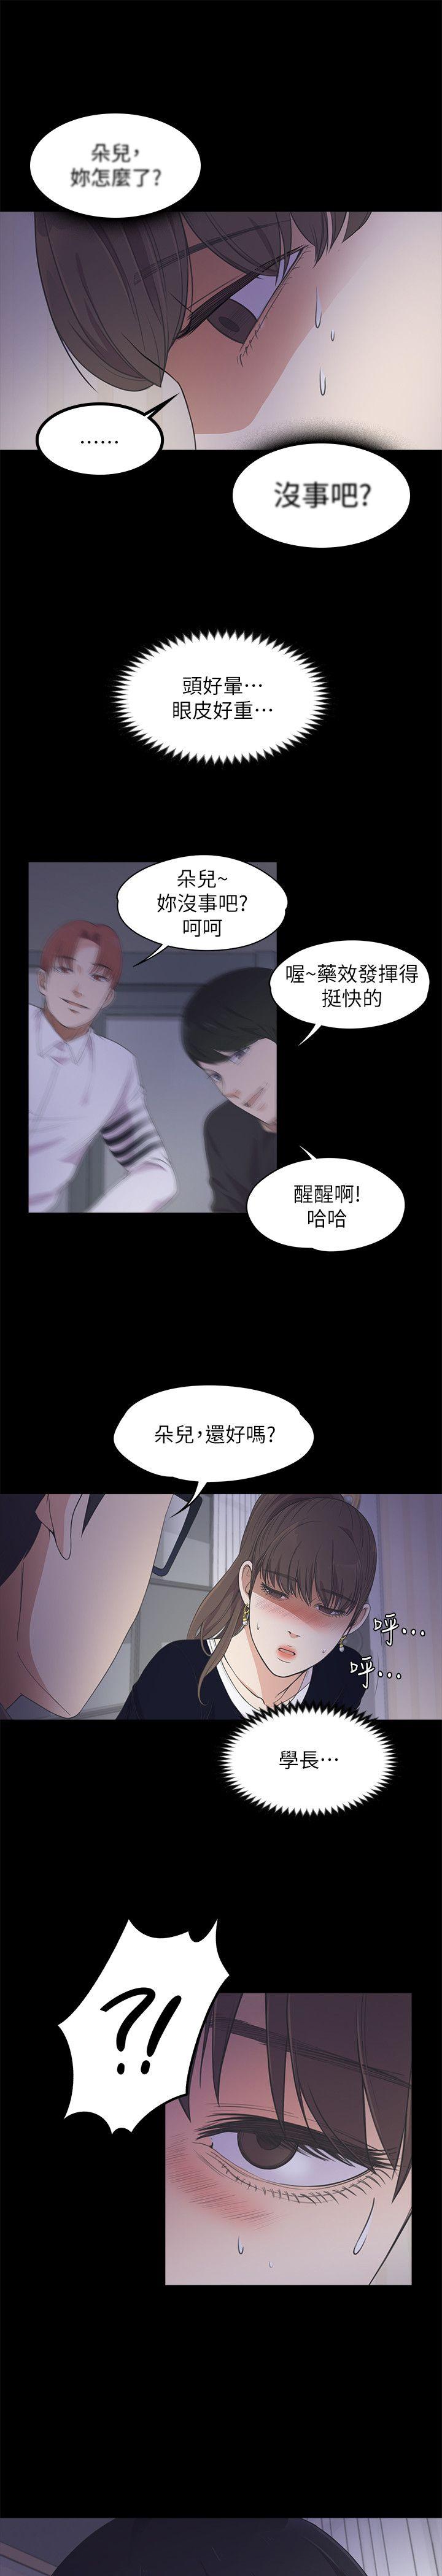 朵兒，
妳怎麼了?
……
沒事吧?
頭好暈…
眼皮好重…
朵兒~
妳沒事吧?
呵呵
喔~藥效發揮得
挺快的
醒醒啊!
哈哈
朵兒，還好嗎?
呼…
呼…
學長…
?!